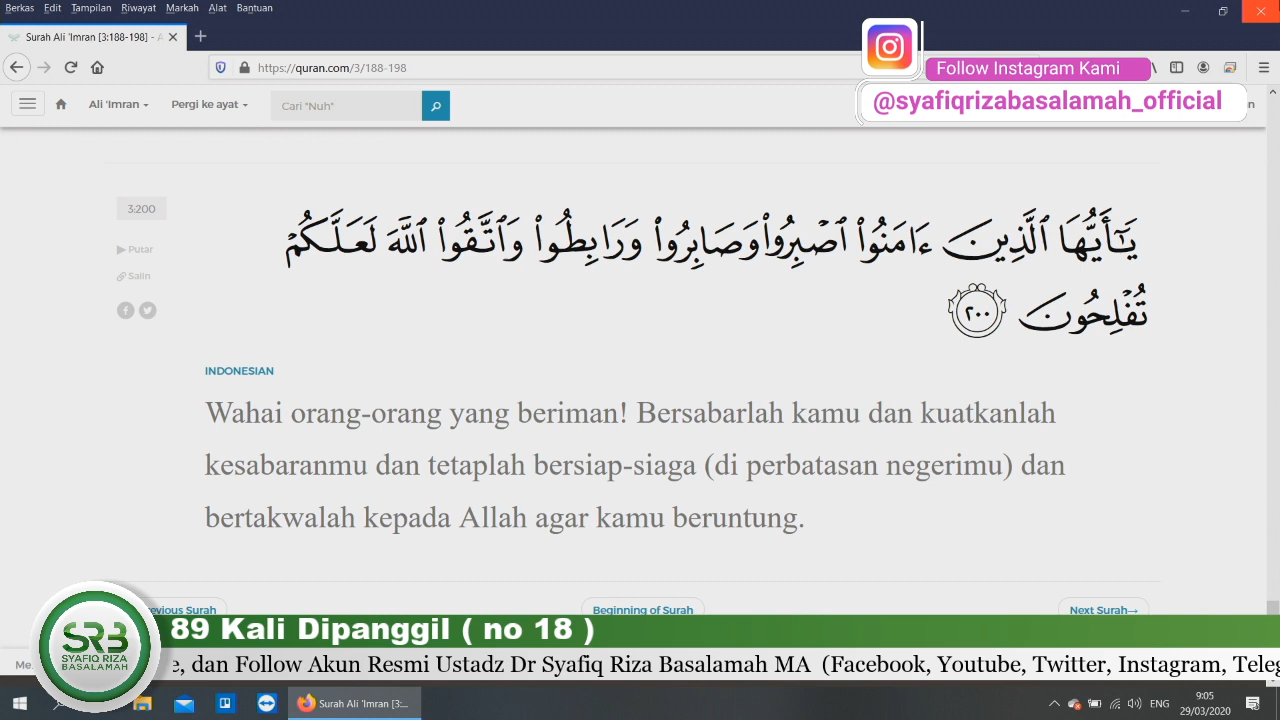 Berkas Edit Tampilan Riwayat Markah Alat Bantuan
Surah Ali 'Imran [3:188-198] - A
https://quran.com/3/188-198
Follow Instagram Kami
@syafiqrizabasalamah_official
Ali 'Imran Pergi ke ayat Cari "Nuh"
3:200
يَـٰٓأَيُّهَا ٱلَّذِينَ ءَامَنُوا۟ ٱصْبِرُوا۟ وَصَابِرُوا۟ وَرَابِطُوا۟ وَٱتَّقُوا۟ ٱللَّهَ لَعَلَّكُمْ
تُفْلِحُونَ ٢٠٠
Putar
Salin
INDONESIAN
Wahai orang-orang yang beriman! Bersabarlah kamu dan kuatkanlah
kesabaranmu dan tetaplah bersiap-siaga (di perbatasan negerimu) dan
bertakwalah kepada Allah agar kamu beruntung.
evious Surah Beginning of Surah Next Surah→
89 Kali Dipanggil ( no 18 )
SRB
SYAFIQ RIZA
BASALAMAH
Me
e, dan Follow Akun Resmi Ustadz Dr Syafiq Riza Basalamah MA (Facebook, Youtube, Twitter, Instagram, Teleg
Surah Ali 'Imran [3:...
ENG
9:05
29/03/2020